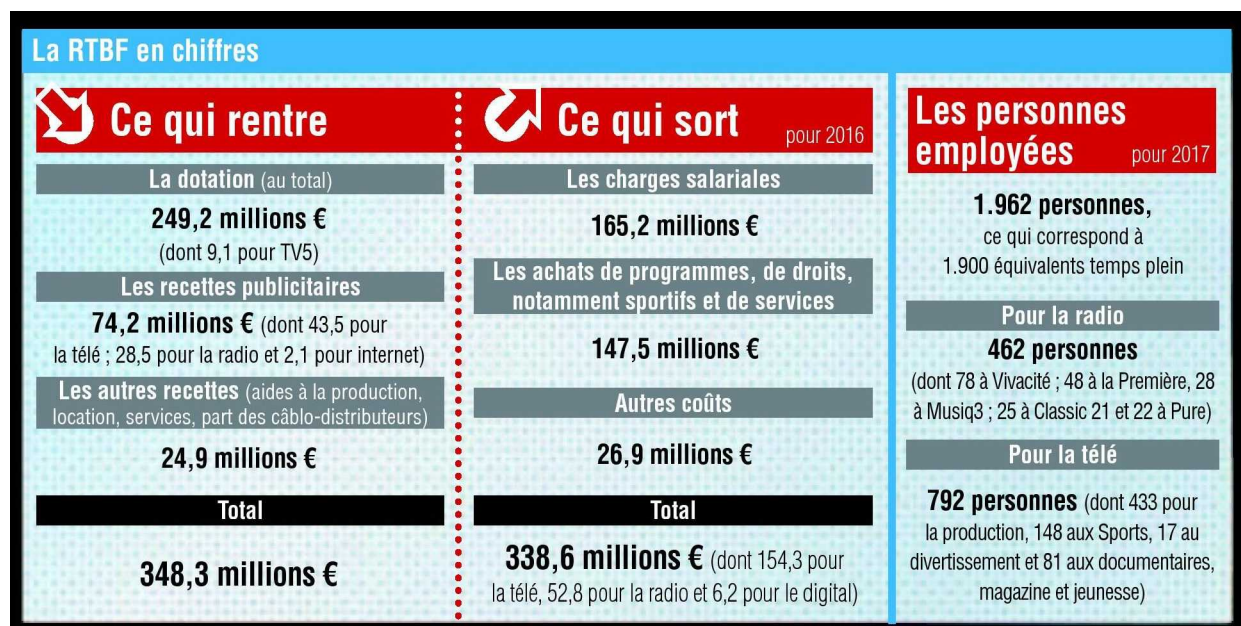 La RTBF en chiffres
Ce qui rentre
La dotation (au total)
249,2 millions €
(dont 9,1 pour TV5)
Les recettes publicitaires
74,2 millions € (dont 43,5 pour
la télé ; 28,5 pour la radio et 2,1 pour internet)
Les autres recettes (aides à la production,
location, services, part des câblo-distributeurs)
24,9 millions €
Total
348,3 millions €
Ce qui sort pour 2016
Les charges salariales
165,2 millions €
Les achats de programmes, de droits,
notamment sportifs et de services
147,5 millions €
Autres coûts
26,9 millions €
Total
338,6 millions € (dont 154,3 pour
la télé, 52,8 pour la radio et 6,2 pour le digital)
Les personnes
employées pour 2017
1.962 personnes,
ce qui correspond à
1.900 équivalents temps plein
Pour la radio
462 personnes
(dont 78 à Vivacité ; 48 à la Première, 28
à Musiq3 ; 25 à Classic 21 et 22 à Pure)
Pour la télé
792 personnes (dont 433 pour
la production, 148 aux Sports, 17 au
divertissement et 81 aux documentaires,
magazine et jeunesse)